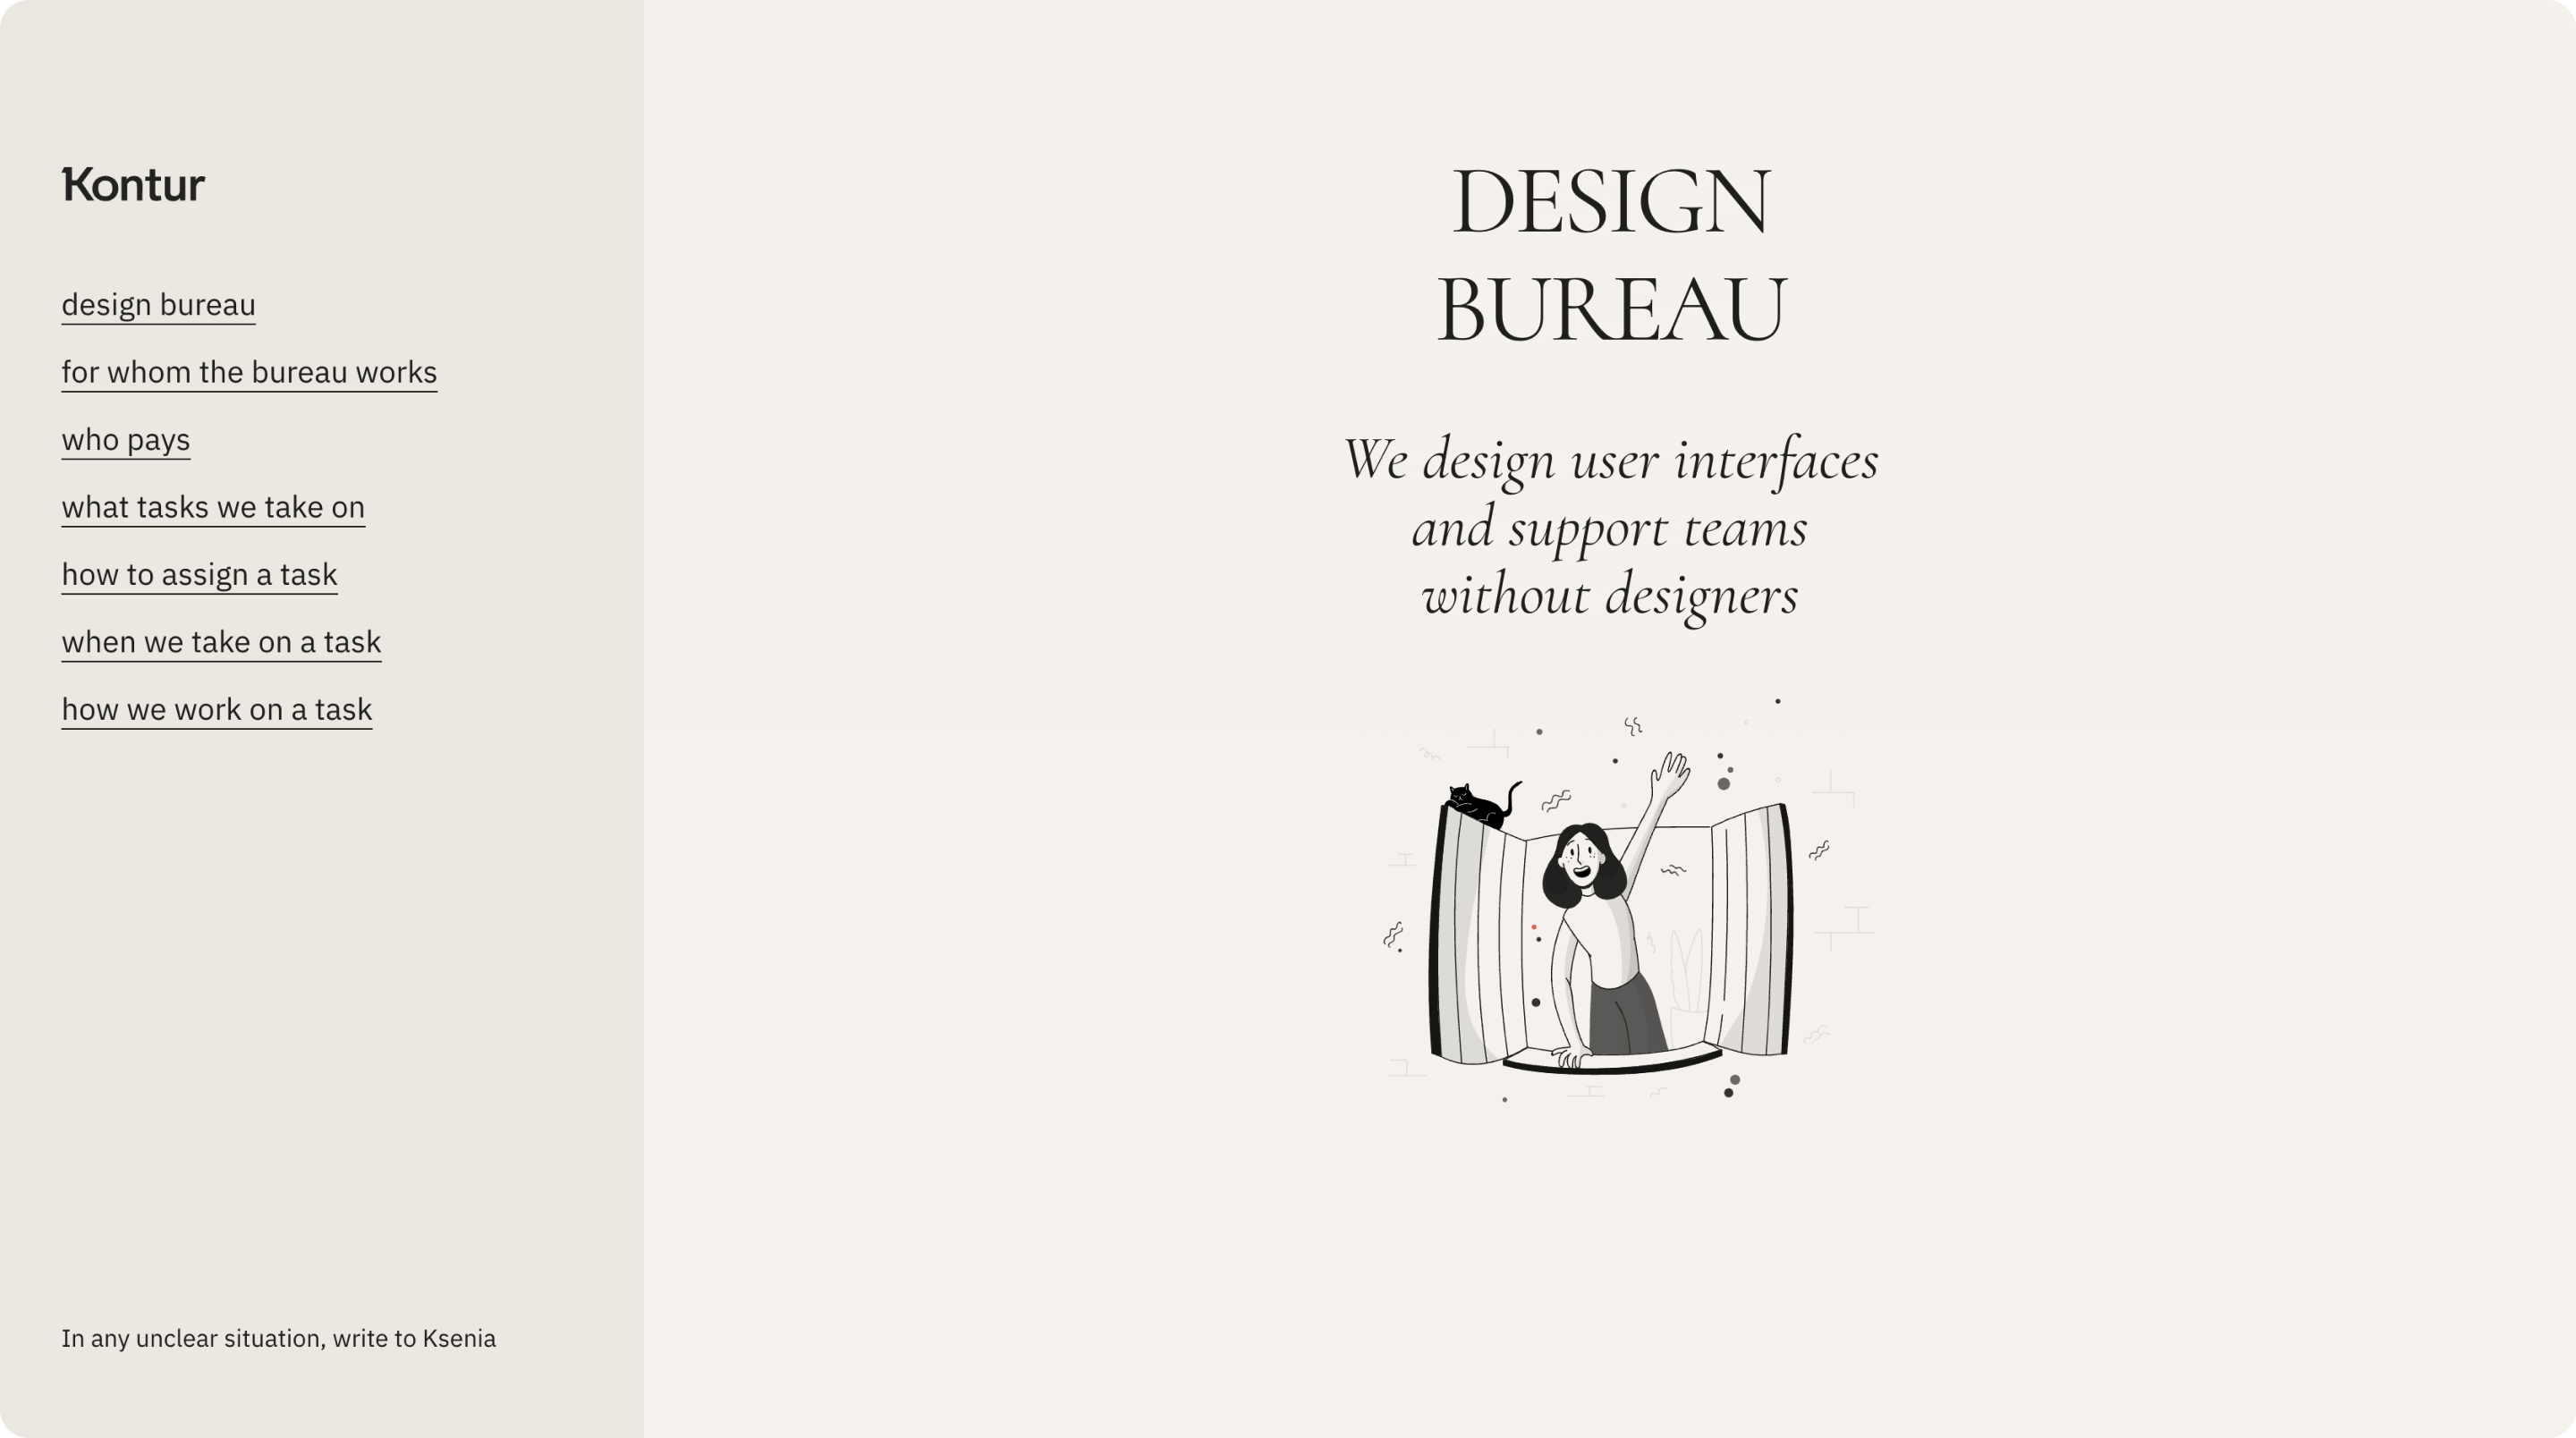 Kontur
design bureau
for whom the bureau works
who pays
what tasks we take on
how to assign a task
when we take on a task
how we work on a task
In any unclear situation, write to Ksenia
DESIGN
BUREAU
We design user interfaces
and support teams
without designers